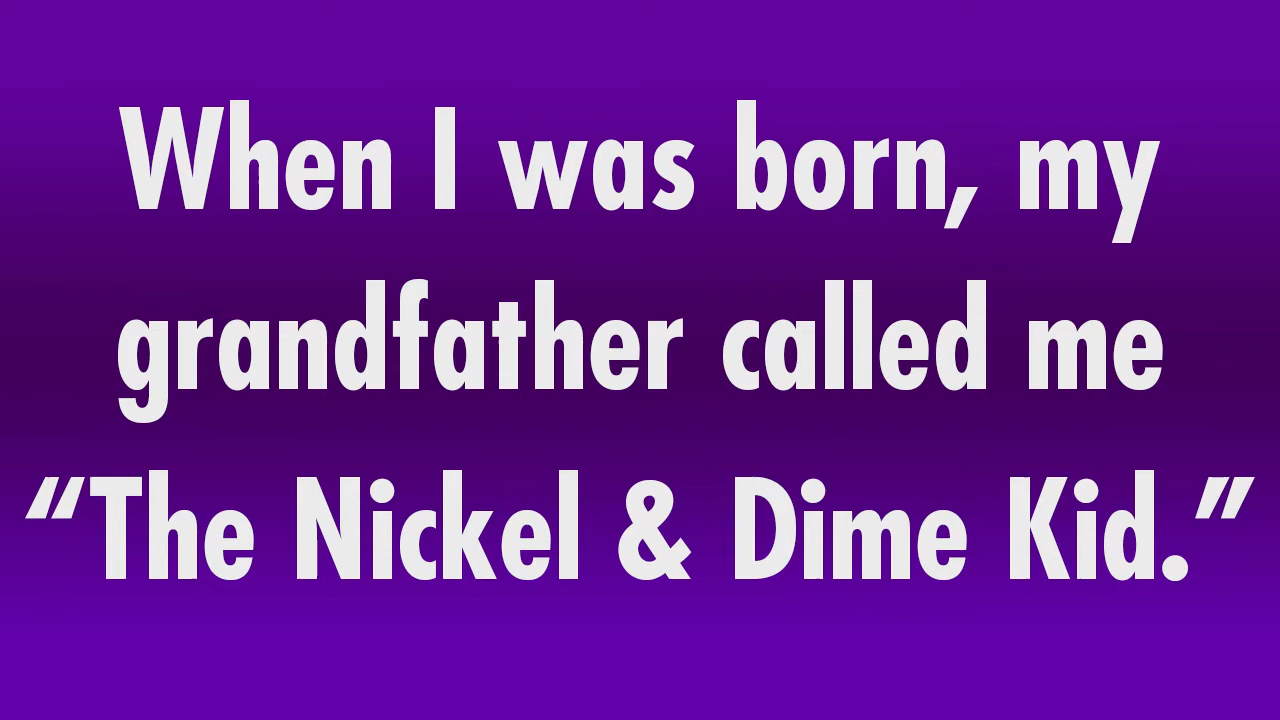 When I was born, my
grandfather called me
“The Nickel & Dime Kid.”